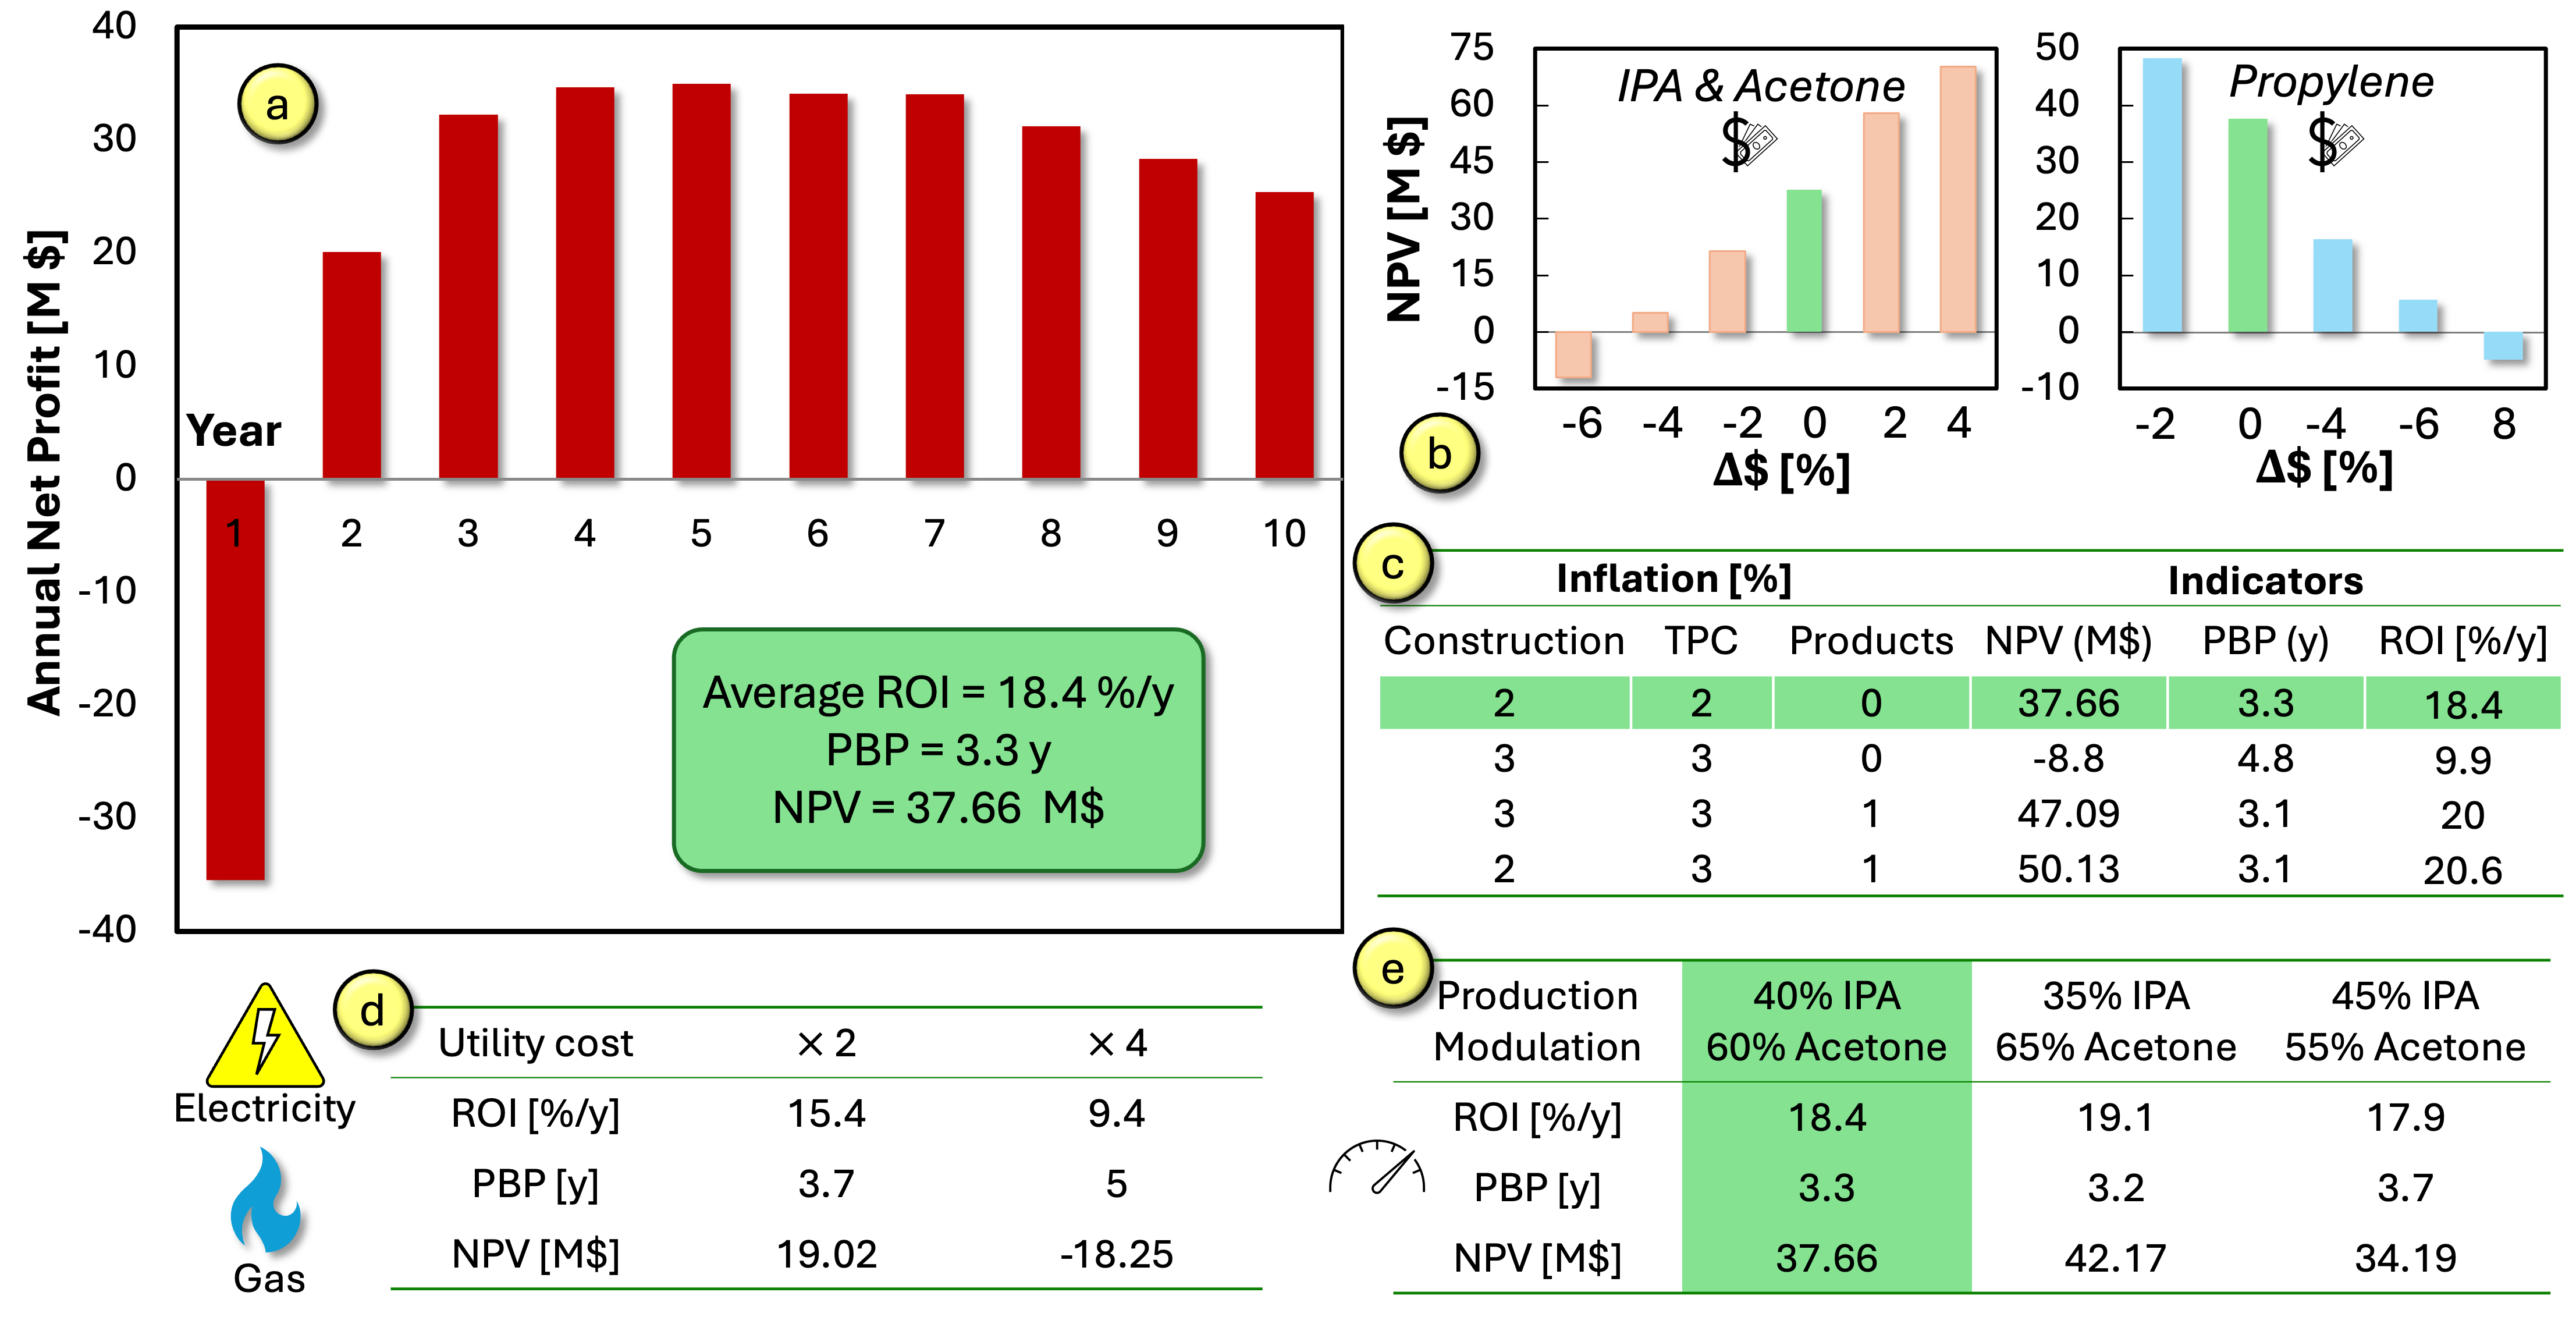 a
Annual Net Profit [M $]
40
30
20
10
0
-10
-20
-30
-40
Year
1 2 3 4 5 6 7 8 9 10
Average ROI = 18.4 %/y
PBP = 3.3 y
NPV = 37.66 M$
b
NPV [M $]
75
60
45
30
15
0
-15
IPA & Acetone
$
-6 -4 -2 0 2 4
Δ$ [%]
50
40
30
20
10
0
-10
Propylene
$
-2 0 -4 -6 8
Δ$ [%]
c
Inflation [%] Indicators
Construction TPC Products NPV (M$) PBP (y) ROI [%/y]
2 2 0 37.66 3.3 18.4
3 3 0 -8.8 4.8 9.9
3 3 1 47.09 3.1 20
2 3 1 50.13 3.1 20.6
d
Electricity
Gas
Utility cost × 2 × 4
ROI [%/y] 15.4 9.4
PBP [y] 3.7 5
NPV [M$] 19.02 -18.25
e
Production 40% IPA 35% IPA 45% IPA
Modulation 60% Acetone 65% Acetone 55% Acetone
ROI [%/y] 18.4 19.1 17.9
PBP [y] 3.3 3.2 3.7
NPV [M$] 37.66 42.17 34.19